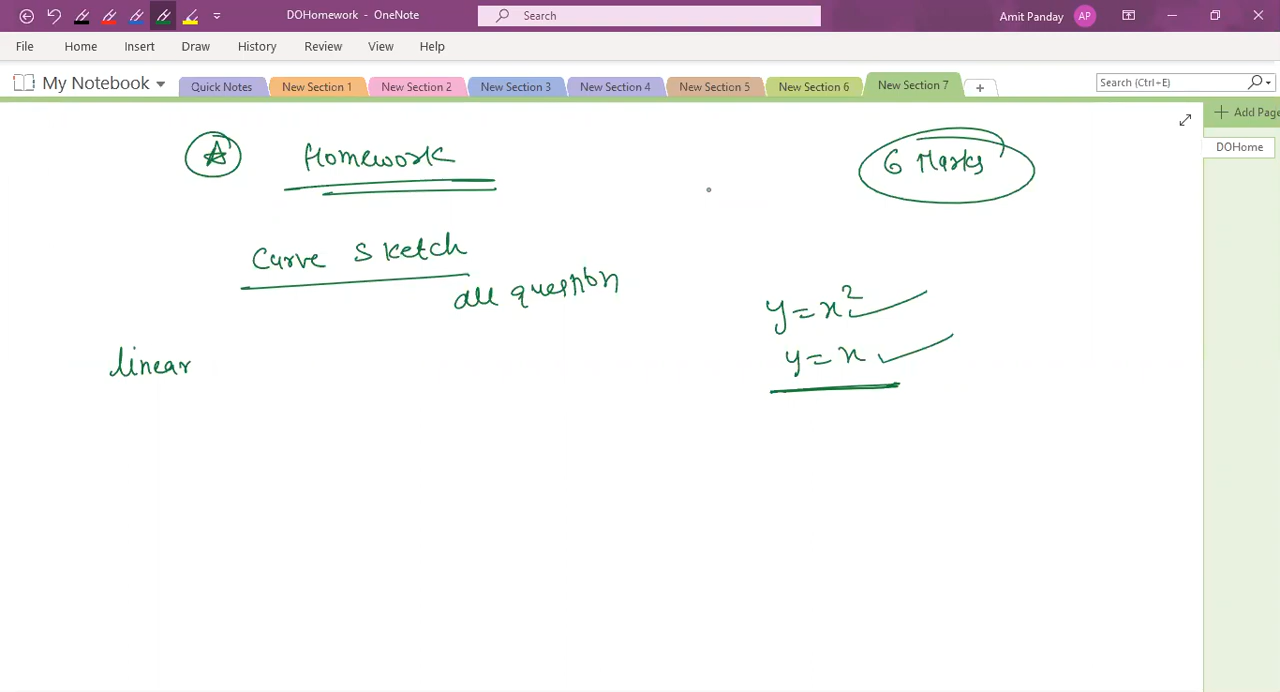 DOHomework - OneNote
Search
Amit Panday
AP
File Home Insert Draw History Review View Help
My Notebook
Quick Notes
New Section 1
New Section 2
New Section 3
New Section 4
New Section 5
New Section 6
New Section 7
+
Search (Ctrl+E)
+ Add Page
DOHome
A Homework
6 Marks
Curve Sketch
all question
y=x²
y=x
linear